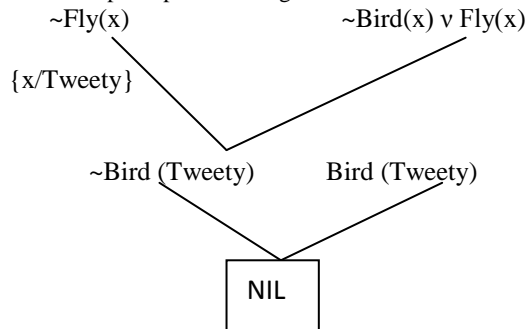 ~Fly(x) ~Bird(x) v Fly(x)
{x/Tweety}
~Bird (Tweety) Bird (Tweety)
NIL